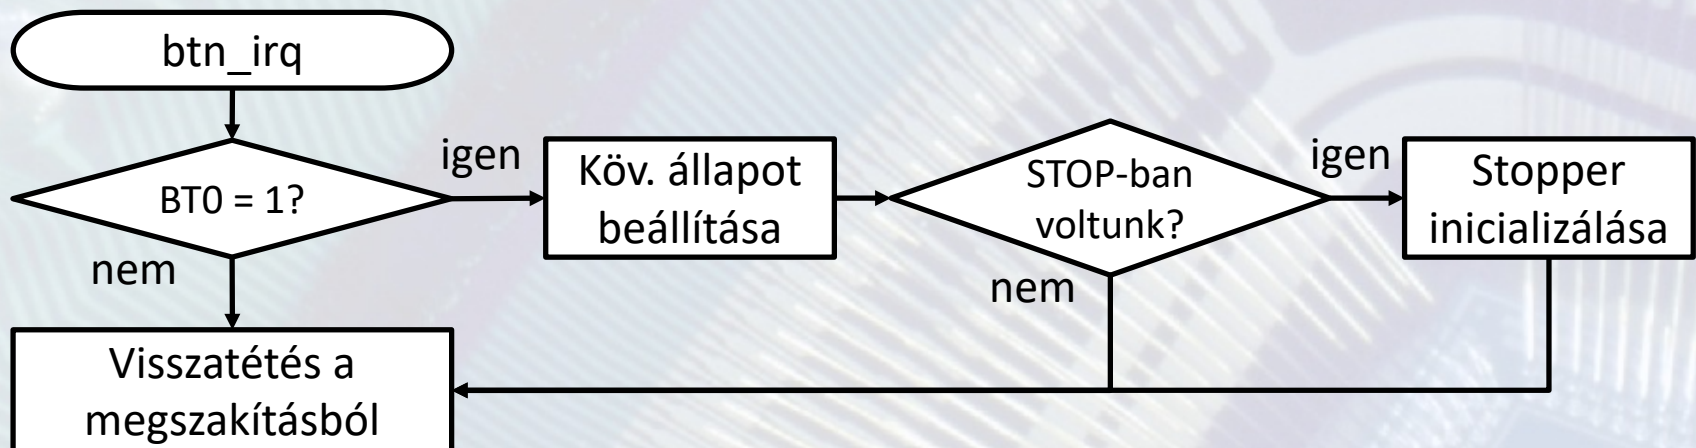 btn_irq
BT0 = 1?
igen
Köv. állapot
beállítása
STOP-ban
voltunk?
igen
Stopper
inicializálása
nem
nem
Visszatétés a
megszakításból